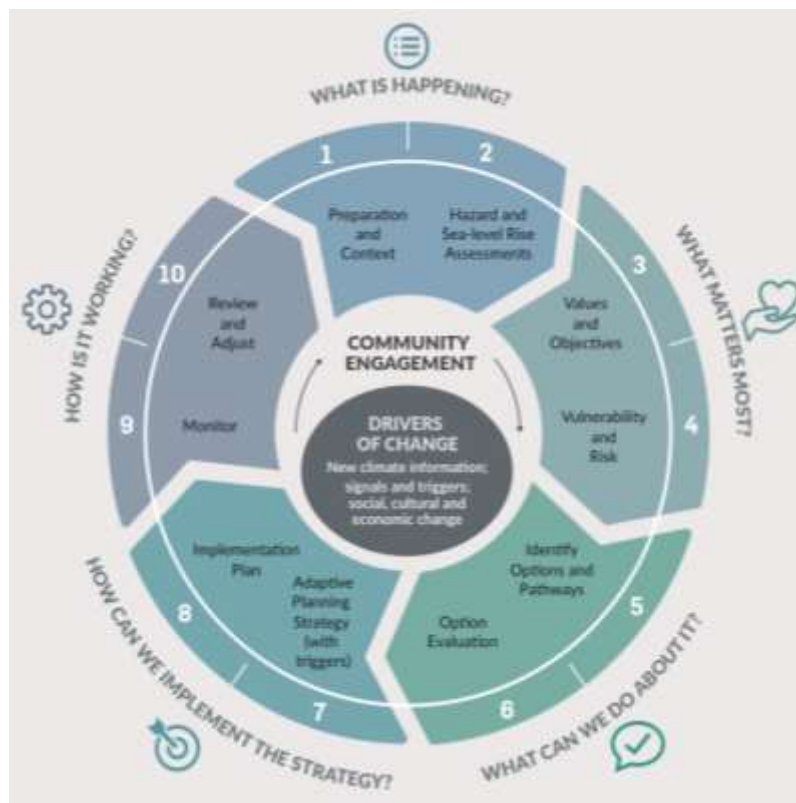 WHAT IS HAPPENING?
1
Preparation
and
Context
2
Hazard and
Sea-level Rise
Assessments
WHAT MATTERS MOST?
3
Values
and
Objectives
4
Vulnerability
and
Risk
WHAT CAN WE DO ABOUT IT?
5
Identify
Options and
Pathways
6
Option
Evaluation
HOW CAN WE IMPLEMENT THE STRATEGY?
7
Adaptive
Planning
Strategy
(with
triggers)
8
Implementation
Plan
HOW IS IT WORKING?
9
Monitor
10
Review
and
Adjust
COMMUNITY
ENGAGEMENT
DRIVERS
OF CHANGE
New climate information;
signals and triggers;
social, cultural and
economic change